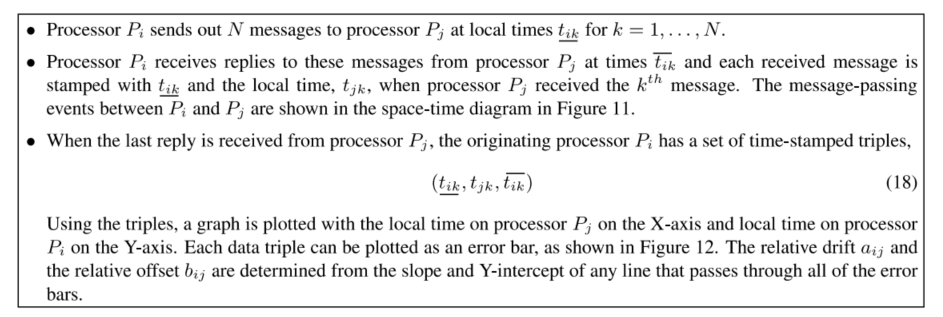 • Processor $P_i$ sends out $N$ messages to processor $P_j$ at local times $\underline{t_{ik}}$ for $k = 1, \ldots, N$.
• Processor $P_i$ receives replies to these messages from processor $P_j$ at times $\overline{t_{ik}}$ and each received message is
stamped with $\underline{t_{ik}}$ and the local time, $t_{jk}$, when processor $P_j$ received the $k^{th}$ message. The message-passing
events between $P_i$ and $P_j$ are shown in the space-time diagram in Figure 11.
• When the last reply is received from processor $P_j$, the originating processor $P_i$ has a set of time-stamped triples,
$(\underline{t_{ik}}, t_{jk}, \overline{t_{ik}})$ (18)
Using the triples, a graph is plotted with the local time on processor $P_j$ on the X-axis and local time on processor
$P_i$ on the Y-axis. Each data triple can be plotted as an error bar, as shown in Figure 12. The relative drift $a_{ij}$ and
the relative offset $b_{ij}$ are determined from the slope and Y-intercept of any line that passes through all of the error
bars.